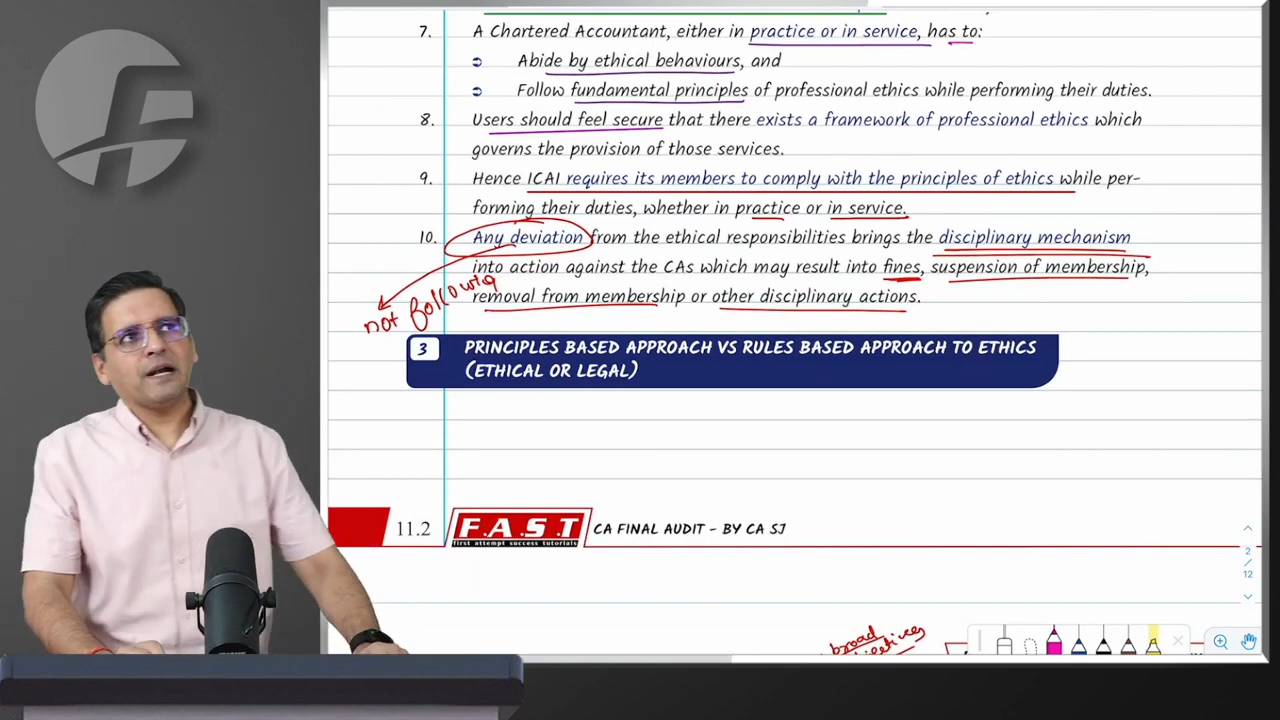 7. A Chartered Accountant, either in practice or in service, has to:
Abide by ethical behaviours, and
Follow fundamental principles of professional ethics while performing their duties.
8. Users should feel secure that there exists a framework of professional ethics which
governs the provision of those services.
9. Hence ICAI requires its members to comply with the principles of ethics while per-
forming their duties, whether in practice or in service.
10. Any deviation from the ethical responsibilities brings the disciplinary mechanism
into action against the CAs which may result into fines, suspension of membership,
removal from membership or other disciplinary actions.
not
3 PRINCIPLES BASED APPROACH VS RULES BASED APPROACH TO ETHICS
(ETHICAL OR LEGAL)
11.2 F.A.S.T CA FINAL AUDIT - BY CA SJ
first attempt success tutorials
2
/
12
broad